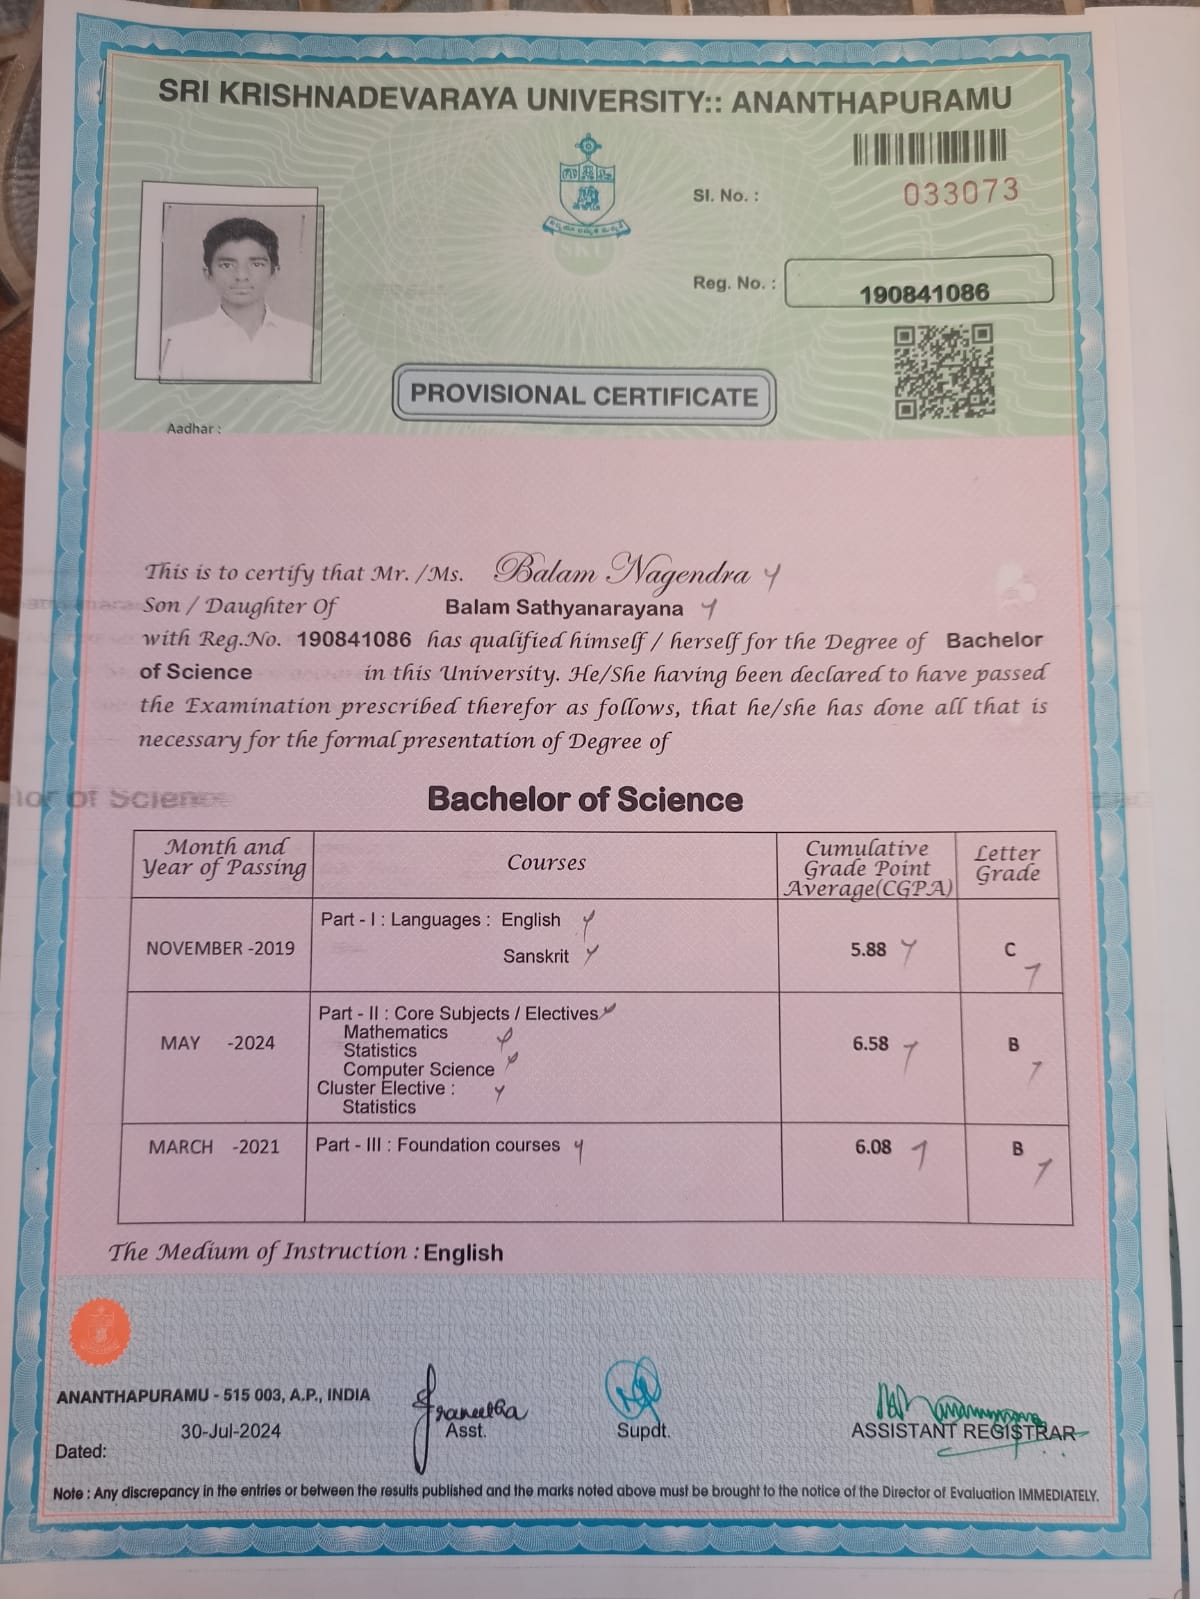 SRI KRISHNADEVARAYA UNIVERSITY:: ANANTHAPURAMU
Sl. No. :
033073
Reg. No. :
190841086
PROVISIONAL CERTIFICATE
Aadhar :
This is to certify that Mr. /Ms. Balam Nagendra
Son / Daughter Of Balam Sathyanarayana
with Reg.No. 190841086 has qualified himself / herself for the Degree of Bachelor
of Science in this University. He/She having been declared to have passed
the Examination prescribed therefor as follows, that he/she has done all that is
necessary for the formal presentation of Degree of
Bachelor of Science
Month and Year of Passing Courses Cumulative Grade Point Average(CGPA) Letter Grade
Part - I : Languages : English
NOVEMBER -2019 Sanskrit 5.88 C
Part - II : Core Subjects / Electives
Mathematics
MAY -2024 Statistics 6.58 B
Computer Science
Cluster Elective :
Statistics
MARCH -2021 Part - III : Foundation courses 6.08 B
The Medium of Instruction : English
ANANTHAPURAMU - 515 003, A.P., INDIA
30-Jul-2024
Dated:
Asst.
Supdt.
ASSISTANT REGISTRAR
Note : Any discrepancy in the entries or between the results published and the marks noted above must be brought to the notice of the Director of Evaluation IMMEDIATELY.